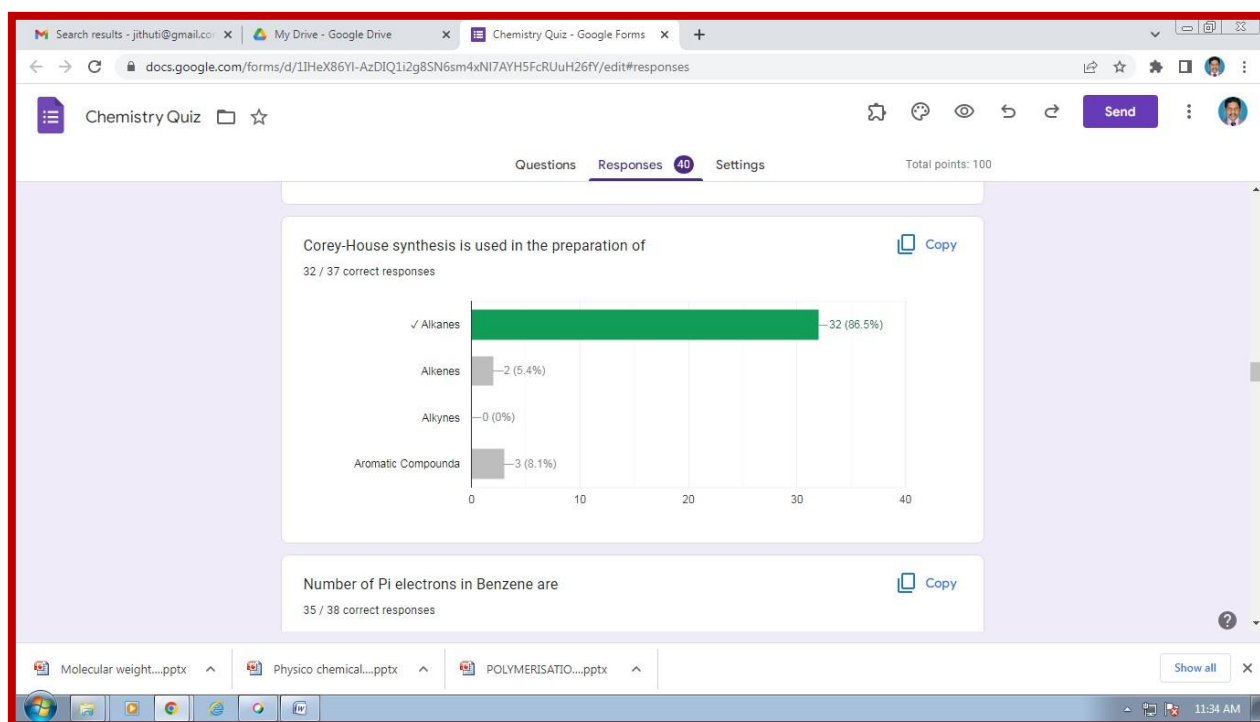 Search results - jithuti@gmail.co
My Drive - Google Drive
Chemistry Quiz - Google Forms
docs.google.com/forms/d/1IHeX86YI-AzDIQ1i2g8SN6sm4xNI7AYH5FcRUuH26fY/edit#responses
Chemistry Quiz
Send
Questions Responses 40 Settings Total points: 100
Corey-House synthesis is used in the preparation of
Copy
32 / 37 correct responses
✓ Alkanes 32 (86.5%)
Alkenes 2 (5.4%)
Alkynes 0 (0%)
Aromatic Compounda 3 (8.1%)
0 10 20 30 40
Number of Pi electrons in Benzene are
Copy
35 / 38 correct responses
Molecular weight....pptx
Physico chemical....pptx
POLYMERISATIO....pptx
Show all
11:34 AM